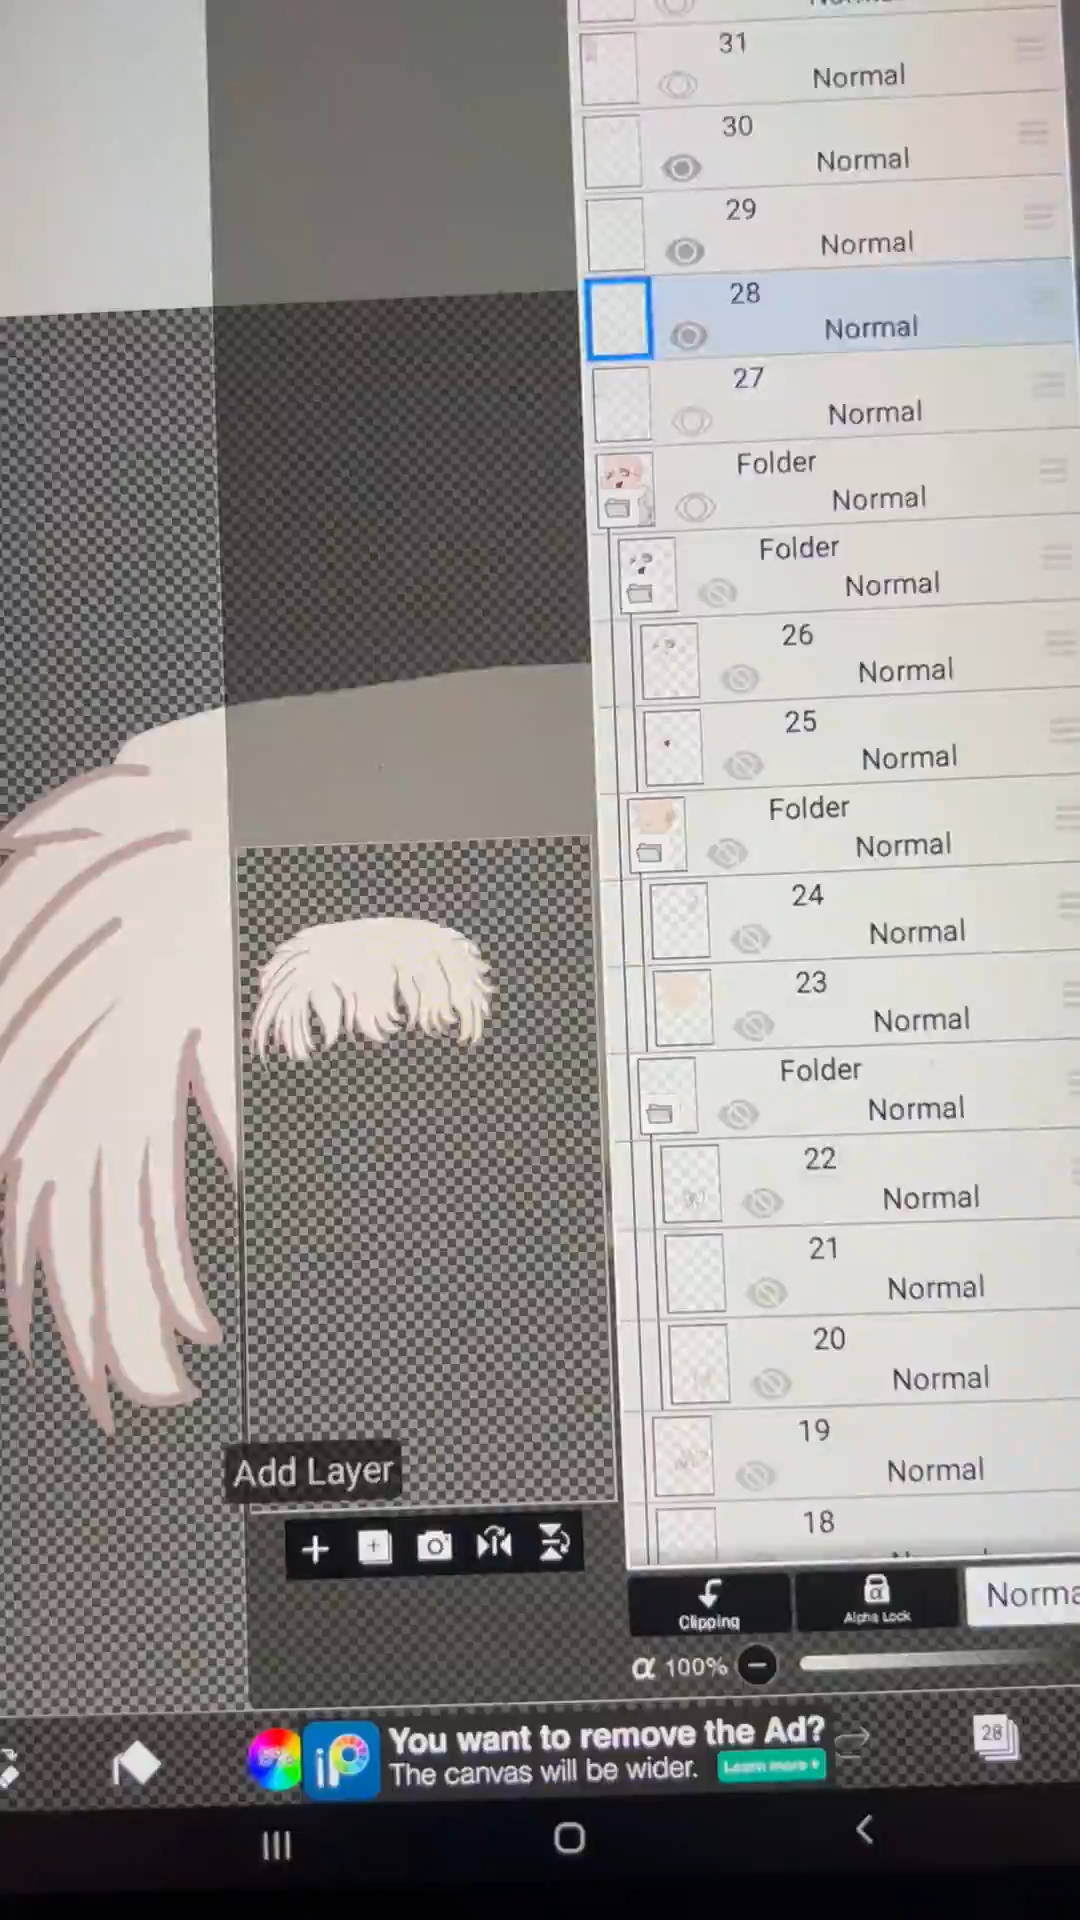 31
Normal
30
Normal
29
Normal
28
Normal
27
Normal
Folder
Normal
Folder
Normal
26
Normal
25
Normal
Folder
Normal
24
Normal
23
Normal
Folder
Normal
22
Normal
21
Normal
20
Normal
19
Normal
18
Add Layer
Clipping
Alpha Lock
Norma
α 100%
You want to remove the Ad?
The canvas will be wider.
Learn more
28